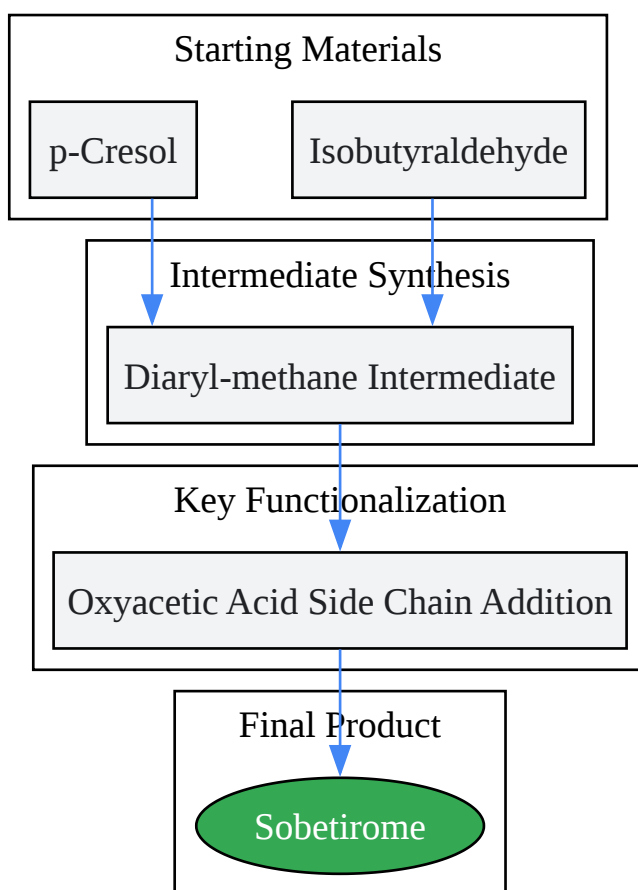 Starting Materials
p-Cresol
Isobutyraldehyde
Intermediate Synthesis
Diaryl-methane Intermediate
Key Functionalization
Oxyacetic Acid Side Chain Addition
Final Product
Sobetirome